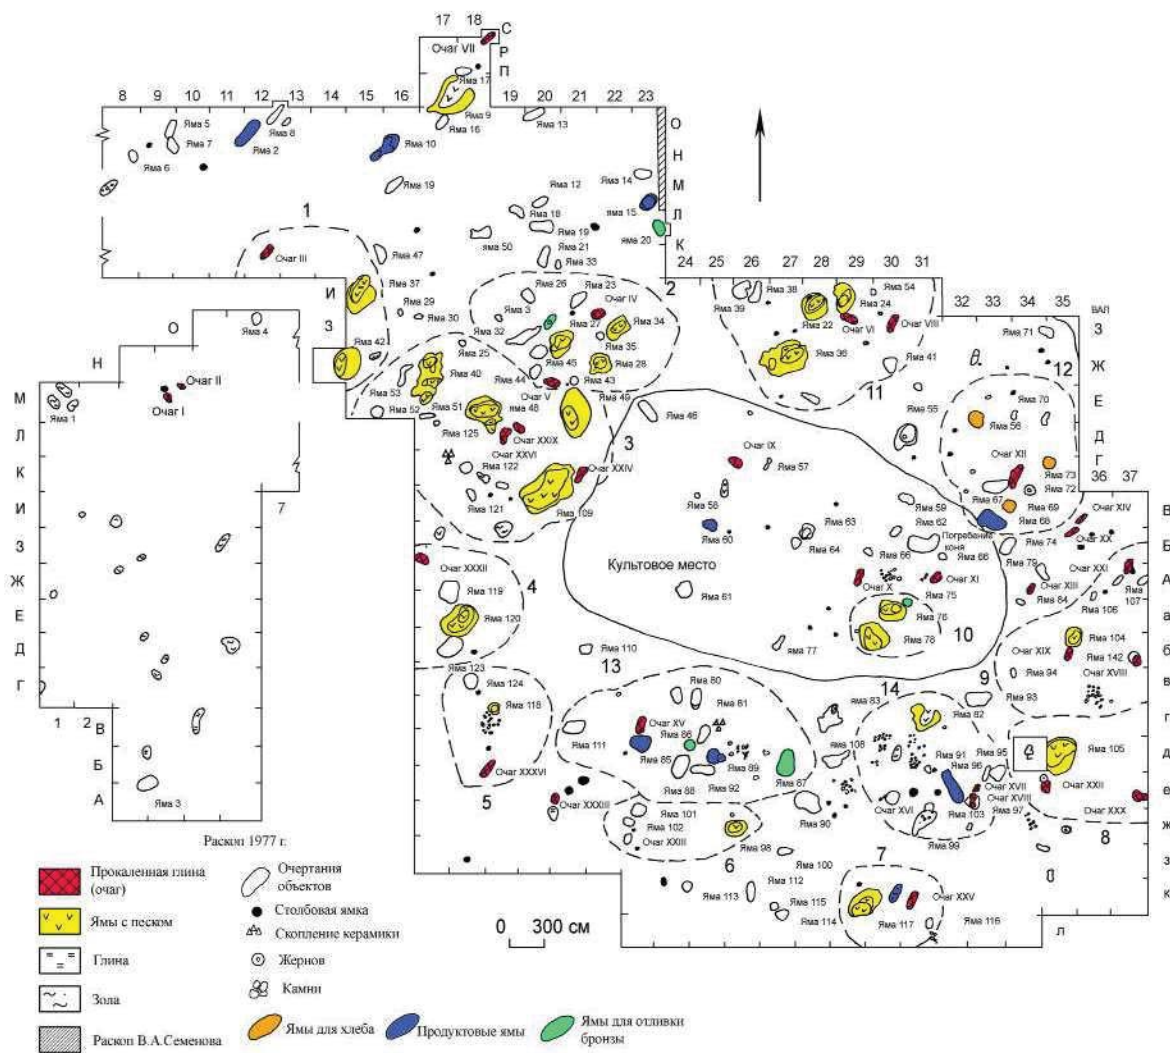 17 18
С
Р
П
Очаг VII
Яма 17
8 9 10 11 12 13 14 15 16
19 20 21 22 23
Яма 9
Яма 16
Яма 13
Яма 5
Яма 7
Яма 6
Яма 2
Яма 8
Яма 10
Яма 19
О
Н
М
Л
К
Яма 14
Яма 12
Яма 18
Яма 15
Яма 19
яма 20
яма 50
Яма 21
Яма 33
1
Очаг III
Яма 47
Яма 37
Яма 29
Яма 30
И
З
Яма 42
24 25 26 27 28 29 30 31
2
Яма 26
Яма 23
Очаг IV
Яма 3
Яма 27
Яма 34
Яма 32
Яма 35
Яма 45
Яма 28
Яма 44
Яма 43
Очаг V
Яма 49
Яма 39
Яма 38
Яма 54
Яма 24
Яма 22
Очаг VI
Очаг VIII
Яма 36
Яма 41
11
32 33 34 35
ВАЛ
З
Ж
Е
Д
Г
Яма 71
12
Яма 70
Яма 56
Очаг XII
Яма 73
Яма 72
Яма 67
Яма 69
Яма 68
Яма 55
О
Н
З
Яма 4
Очаг II
Очаг I
Яма 1
М
Л
К
И
З
Ж
Е
Д
Г
7
1 2
В
Б
А
Яма 3
Раскоп 1977 г.
Яма 25
Яма 53
Яма 40
Яма 52
Яма 51
Яма 48
Яма 125
Очаг XXIX
Очаг XXVI
Яма 122
Очаг XXIV
Яма 121
Яма 109
3
Яма 46
Очаг IX
Яма 57
Яма 58
Яма 60
Яма 63
Яма 64
Яма 59
Яма 62
Погребение
коня
Яма 66
Яма 66
Культовое место
Яма 61
Очаг X
Очаг XI
Яма 75
Яма 76
Яма 78
10
Яма 77
36 37
Очаг XIV
Очаг XX
Яма 74
Яма 79
Очаг XXI
Очаг XIII
Яма 84
Яма 106
Яма 107
Яма 104
Очаг XIX
Яма 142
Яма 94
Очаг XVIII
Яма 93
9
В
Б
А
а
б
в
г
д
е
ж
з
к
л
Очаг XXXII
Яма 119
Яма 120
4
Яма 123
Яма 124
Яма 118
Очаг XXXVI
5
Яма 110
13
Яма 80
Яма 81
Очаг XV
Яма 86
Яма 111
Яма 85
Яма 89
Яма 92
Яма 88
Яма 87
Очаг XXXIII
Яма 101
Яма 102
Очаг XXIII
Яма 98
6
14
Яма 83
Яма 82
Яма 108
Яма 91
Яма 95
Яма 96
Очаг XVII
Очаг XVIII
Очаг XVI
Яма 103
Яма 97
Яма 90
Яма 99
Яма 105
Очаг XXII
Очаг XXX
8
Яма 100
Яма 112
Яма 113
Яма 115
Яма 114
7
Очаг XXV
Яма 117
Яма 116
0 300 см
Прокаленная глина
(очаг)
Ямы с песком
Глина
Зола
Раскоп В.А.Семенова
Очертания
объектов
Столбовая ямка
Скопление керамики
Жернов
Камни
Ямы для хлеба
Продуктовые ямы
Ямы для отливки
бронзы